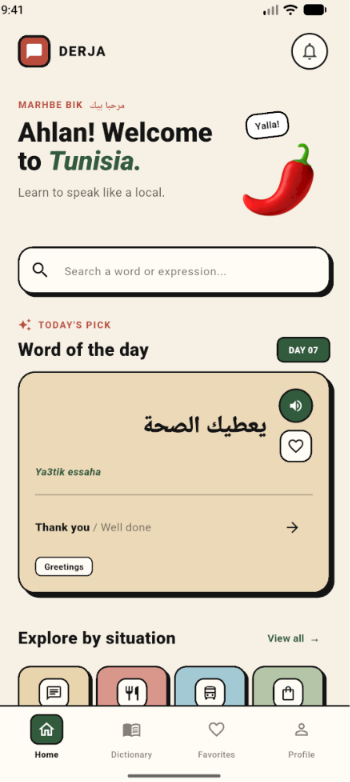 9:41
DERJA
MARHBE BIK مرحبا بيك
Ahlan! Welcome
to Tunisia.
Yalla!
Learn to speak like a local.
Search a word or expression...
TODAY'S PICK
Word of the day
DAY 07
يعطيك الصحة
Ya3tik essaha
Thank you / Well done
Greetings
Explore by situation
View all →
Home
Dictionary
Favorites
Profile